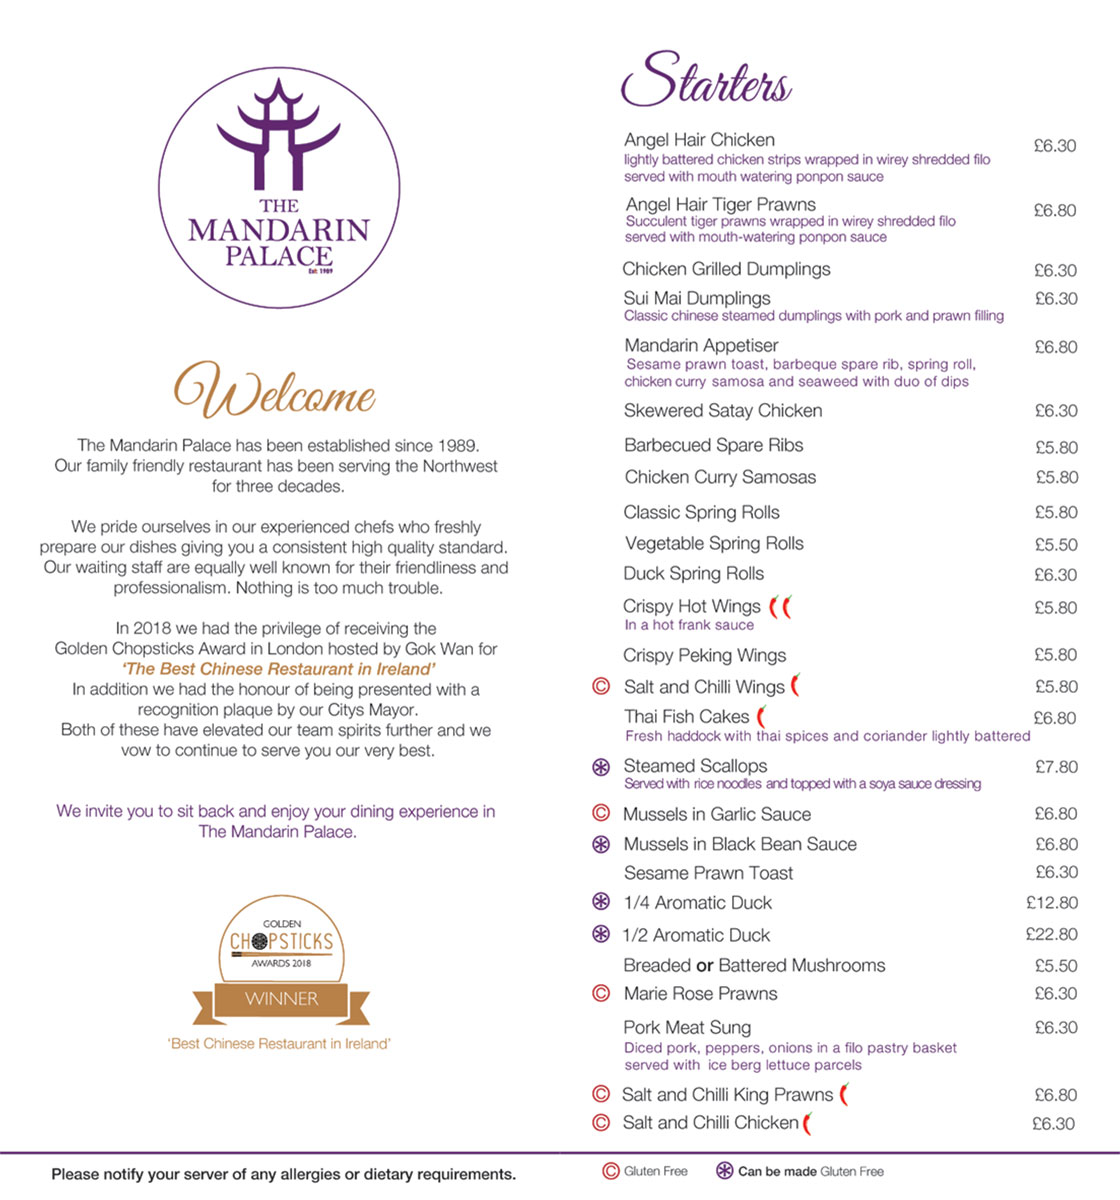 THE
MANDARIN
PALACE
Est: 1989
Welcome
The Mandarin Palace has been established since 1989.
Our family friendly restaurant has been serving the Northwest
for three decades.
We pride ourselves in our experienced chefs who freshly
prepare our dishes giving you a consistent high quality standard.
Our waiting staff are equally well known for their friendliness and
professionalism. Nothing is too much trouble.
In 2018 we had the privilege of receiving the
Golden Chopsticks Award in London hosted by Gok Wan for
‘The Best Chinese Restaurant in Ireland’
In addition we had the honour of being presented with a
recognition plaque by our Citys Mayor.
Both of these have elevated our team spirits further and we
vow to continue to serve you our very best.
We invite you to sit back and enjoy your dining experience in
The Mandarin Palace.
GOLDEN
CHOPSTICKS
AWARDS 2018
WINNER
‘Best Chinese Restaurant in Ireland’
Starters
Angel Hair Chicken £6.30
lightly battered chicken strips wrapped in wirey shredded filo
served with mouth watering ponpon sauce
Angel Hair Tiger Prawns £6.80
Succulent tiger prawns wrapped in wirey shredded filo
served with mouth-watering ponpon sauce
Chicken Grilled Dumplings £6.30
Sui Mai Dumplings £6.30
Classic chinese steamed dumplings with pork and prawn filling
Mandarin Appetiser £6.80
Sesame prawn toast, barbeque spare rib, spring roll,
chicken curry samosa and seaweed with duo of dips
Skewered Satay Chicken £6.30
Barbecued Spare Ribs £5.80
Chicken Curry Samosas £5.80
Classic Spring Rolls £5.80
Vegetable Spring Rolls £5.50
Duck Spring Rolls £6.30
Crispy Hot Wings £5.80
In a hot frank sauce
Crispy Peking Wings £5.80
© Salt and Chilli Wings £5.80
Thai Fish Cakes £6.80
Fresh haddock with thai spices and coriander lightly battered
Steamed Scallops £7.80
Served with rice noodles and topped with a soya sauce dressing
© Mussels in Garlic Sauce £6.80
Mussels in Black Bean Sauce £6.80
Sesame Prawn Toast £6.30
1/4 Aromatic Duck £12.80
1/2 Aromatic Duck £22.80
Breaded or Battered Mushrooms £5.50
© Marie Rose Prawns £6.30
Pork Meat Sung £6.30
Diced pork, peppers, onions in a filo pastry basket
served with ice berg lettuce parcels
© Salt and Chilli King Prawns £6.80
© Salt and Chilli Chicken £6.30
Please notify your server of any allergies or dietary requirements.
© Gluten Free
Can be made Gluten Free